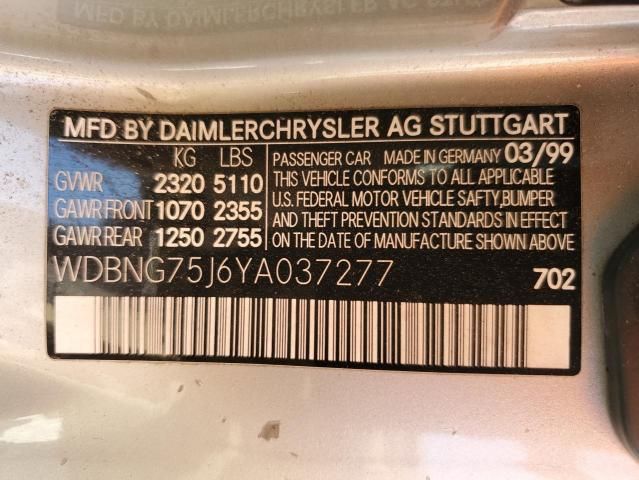 MFD BY DAIMLERCHRYSLER AG STUTTGART
KG LBS
GVWR 2320 5110
GAWR FRONT 1070 2355
GAWR REAR 1250 2755
PASSENGER CAR MADE IN GERMANY 03/99
THIS VEHICLE CONFORMS TO ALL APPLICABLE
U.S. FEDERAL MOTOR VEHICLE SAFTY,BUMPER
AND THEFT PREVENTION STANDARDS IN EFFECT
ON THE DATE OF MANUFACTURE SHOWN ABOVE.
WDBNG75J6YA037277
702